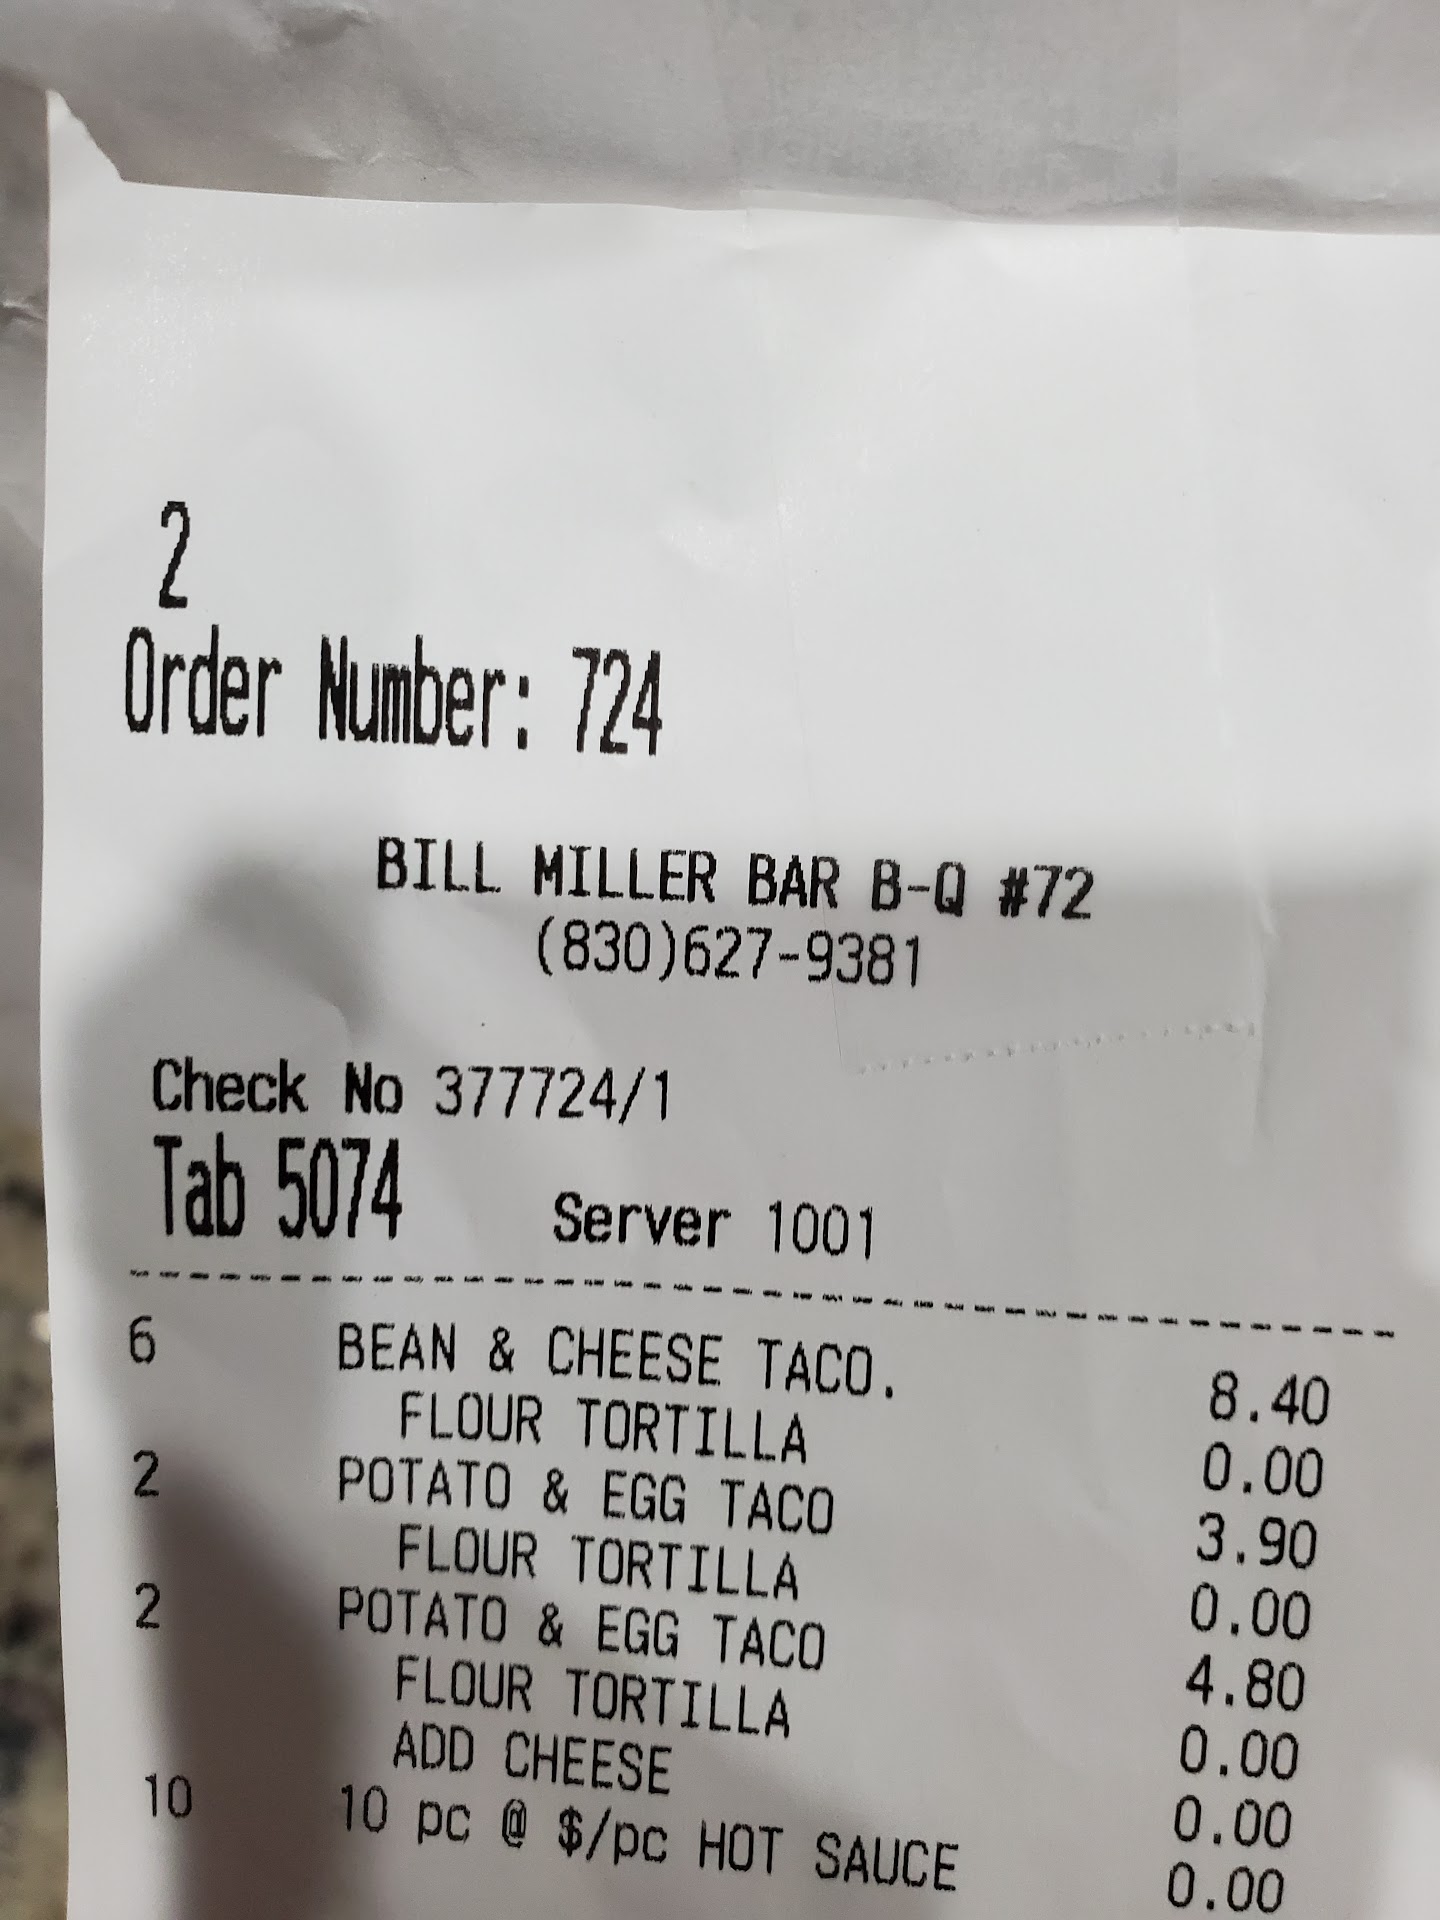 2
Order Number: 724
BILL MILLER BAR B-Q #72
(830)627-9381
Check No 377724/1
Tab 5074 Server 1001
6 BEAN & CHEESE TACO. 8.40
FLOUR TORTILLA 0.00
2 POTATO & EGG TACO 3.90
FLOUR TORTILLA 0.00
2 POTATO & EGG TACO 4.80
FLOUR TORTILLA 0.00
ADD CHEESE 0.00
10 10 pc @ $/pc HOT SAUCE 0.00